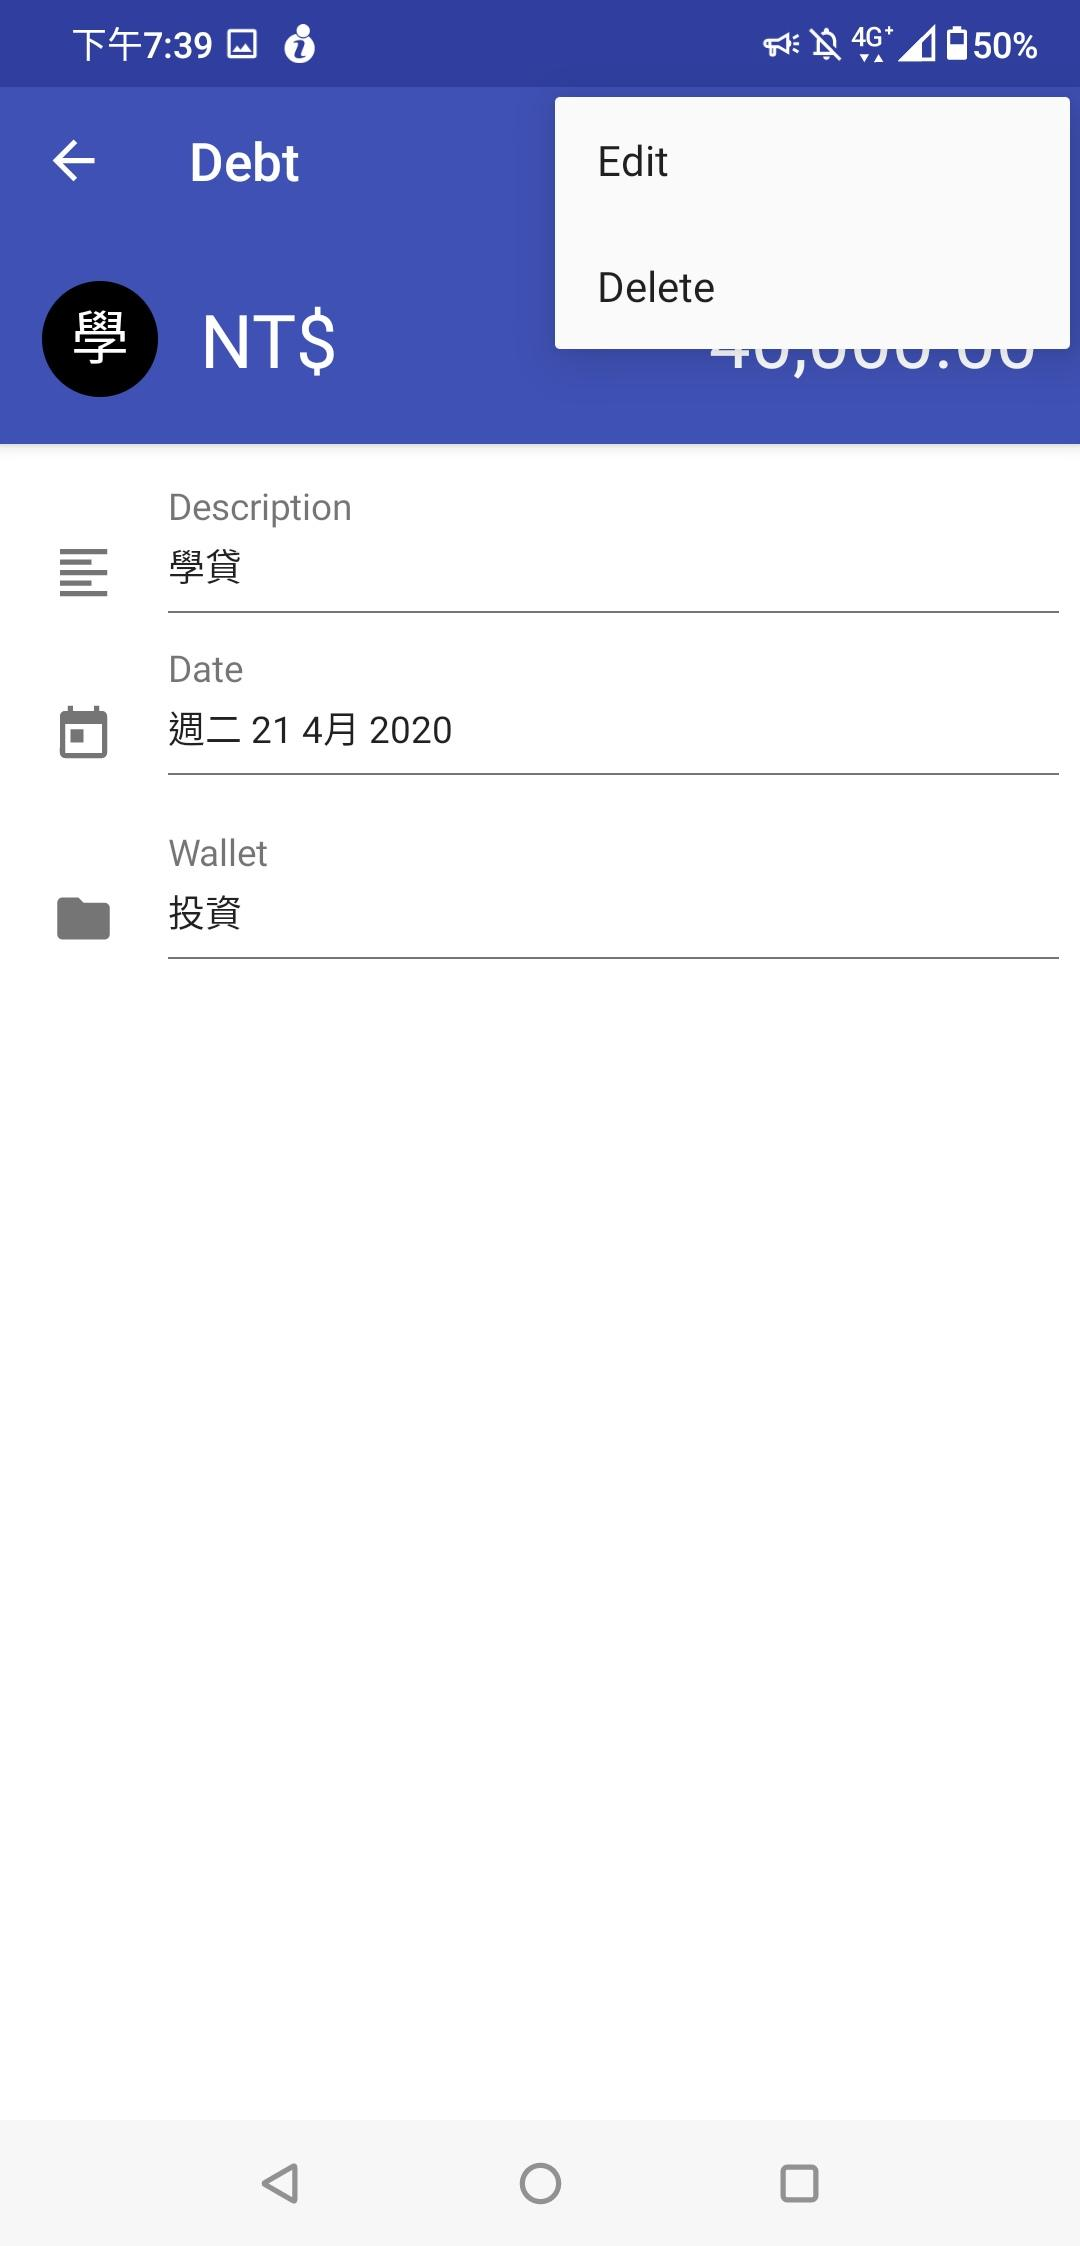 下午7:39
4G+
50%
Debt
Edit
Delete
學
NT$
Description
學貸
Date
週二 21 4月 2020
Wallet
投資